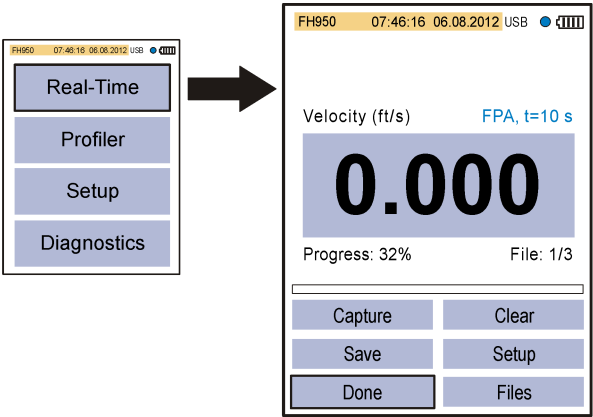 FH950 07:46:16 06.08.2012 USB
Real-Time
Profiler
Setup
Diagnostics
FH950 07:46:16 06.08.2012 USB
Velocity (ft/s) FPA, t=10 s
0.000
Progress: 32% File: 1/3
Capture Clear
Save Setup
Done Files